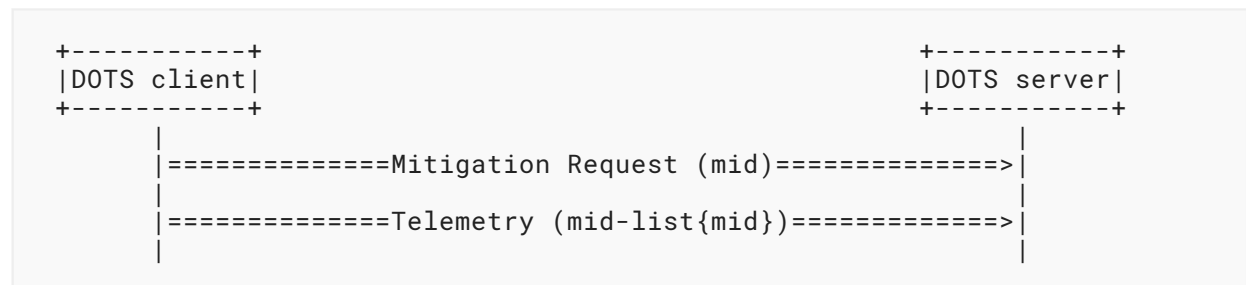 +-----------+                                       +-----------+
|DOTS client|                                       |DOTS server|
+-----------+                                       +-----------+
      |                                                   |
      |==============Mitigation Request (mid)==============>|
      |                                                   |
      |==============Telemetry (mid-list{mid})=============>|
      |                                                   |